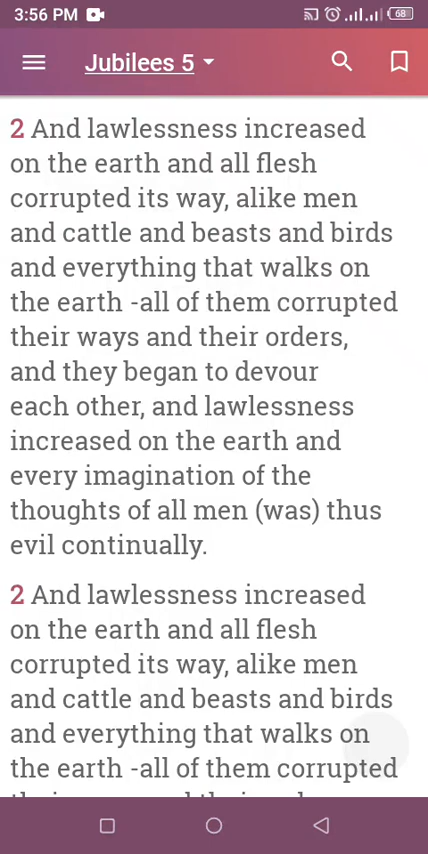 3:56 PM 68
Jubilees 5
2 And lawlessness increased
on the earth and all flesh
corrupted its way, alike men
and cattle and beasts and birds
and everything that walks on
the earth -all of them corrupted
their ways and their orders,
and they began to devour
each other, and lawlessness
increased on the earth and
every imagination of the
thoughts of all men (was) thus
evil continually.
2 And lawlessness increased
on the earth and all flesh
corrupted its way, alike men
and cattle and beasts and birds
and everything that walks on
the earth -all of them corrupted